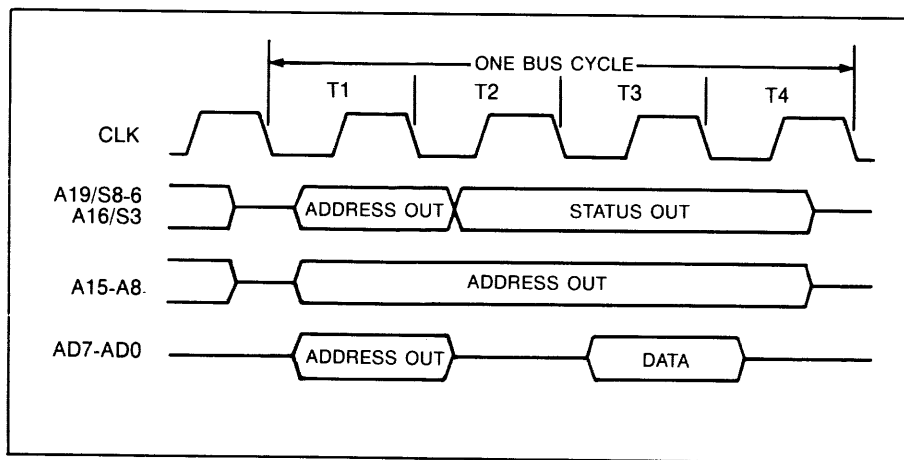 ONE BUS CYCLE
T1 T2 T3 T4
CLK
A19/S8-6
A16/S3
ADDRESS OUT STATUS OUT
A15-A8
ADDRESS OUT
AD7-AD0
ADDRESS OUT DATA